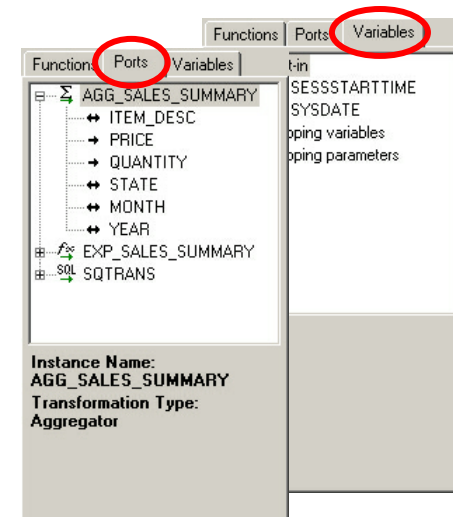 Functions Ports Variables
t-in
SESSSTARTTIME
SYSDATE
pping variables
pping parameters
Function Ports Variables
Σ AGG_SALES_SUMMARY
ITEM_DESC
PRICE
QUANTITY
STATE
MONTH
YEAR
f∞ EXP_SALES_SUMMARY
SQL SQTRANS
Instance Name:
AGG_SALES_SUMMARY
Transformation Type:
Aggregator